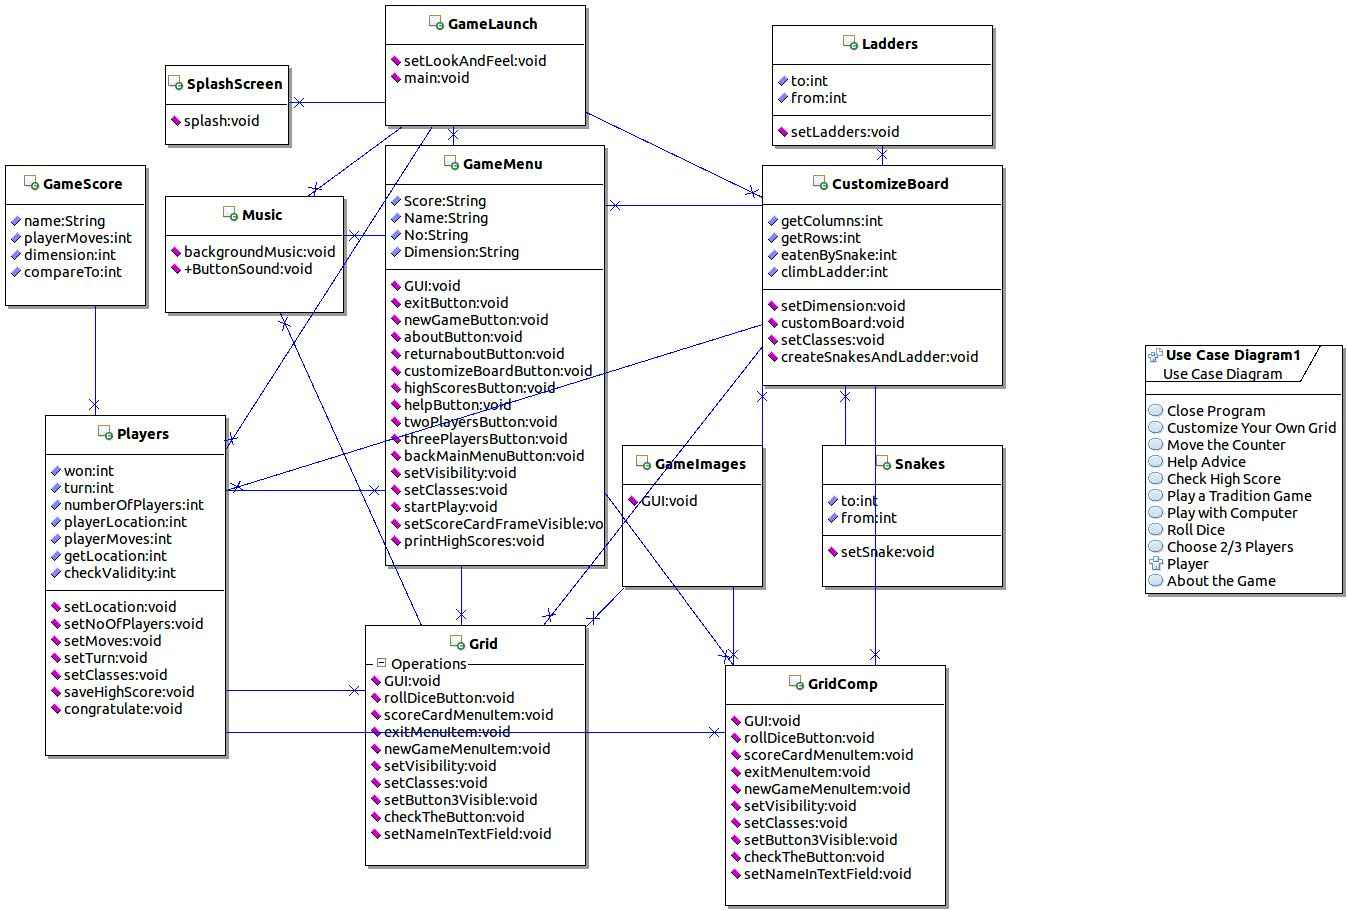 GameLaunch
setLookAndFeel:void
main:void
Ladders
to:int
from:int
setLadders:void
SplashScreen
splash:void
GameScore
name:String
playerMoves:int
dimension:int
compareTo:int
Music
backgroundMusic:void
+ButtonSound:void
GameMenu
Score:String
Name:String
No:String
Dimension:String
GUI:void
exitButton:void
newGameButton:void
aboutButton:void
returnaboutButton:void
customizeBoardButton:void
highScoresButton:void
helpButton:void
twoPlayersButton:void
threePlayersButton:void
backMainMenuButton:void
setVisibility:void
setClasses:void
startPlay:void
setScoreCardFrameVisible:vo
printHighScores:void
CustomizeBoard
getColumns:int
getRows:int
eatenBySnake:int
climbLadder:int
setDimension:void
customBoard:void
setClasses:void
createSnakesAndLadder:void
Use Case Diagram1
Use Case Diagram
Close Program
Customize Your Own Grid
Move the Counter
Help Advice
Check High Score
Play a Tradition Game
Play with Computer
Roll Dice
Choose 2/3 Players
Player
About the Game
Players
won:int
turn:int
numberOfPlayers:int
playerLocation:int
playerMoves:int
getLocation:int
checkValidity:int
setLocation:void
setNoOfPlayers:void
setMoves:void
setTurn:void
setClasses:void
saveHighScore:void
congratulate:void
GameImages
GUI:void
Snakes
to:int
from:int
setSnake:void
Grid
Operations
GUI:void
rollDiceButton:void
scoreCardMenuItem:void
exitMenuItem:void
newGameMenuItem:void
setVisibility:void
setClasses:void
setButton3Visible:void
checkTheButton:void
setNameInTextField:void
GridComp
GUI:void
rollDiceButton:void
scoreCardMenuItem:void
exitMenuItem:void
newGameMenuItem:void
setVisibility:void
setClasses:void
setButton3Visible:void
checkTheButton:void
setNameInTextField:void